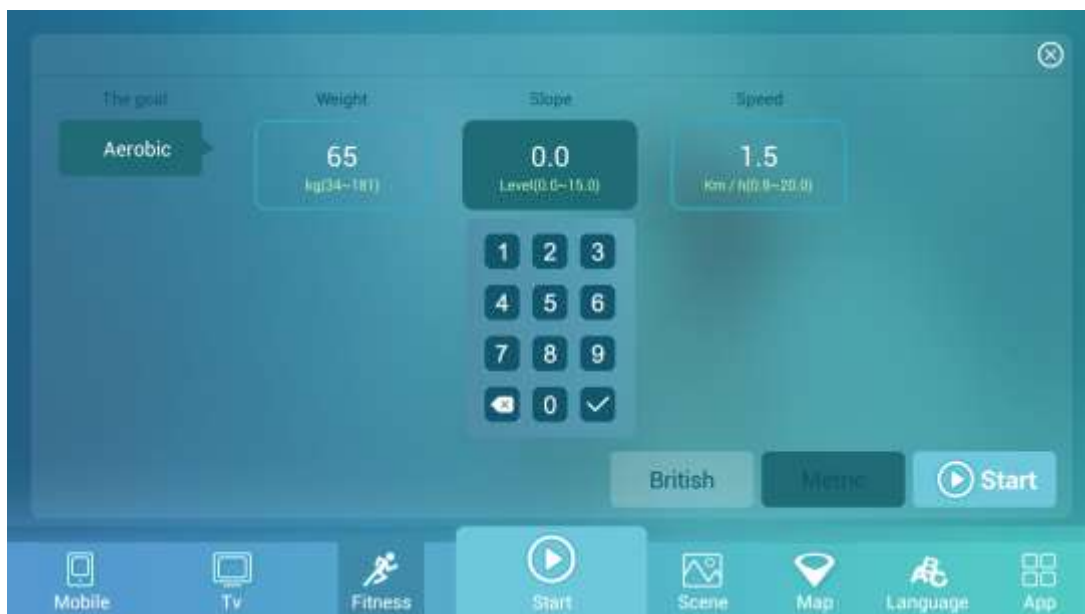 The goal
Weight
Slope
Speed
Aerobic
65
kg(34~181)
0.0
Level(0.0~15.0)
1.5
Km / h(0.8~20.0)
1 2 3
4 5 6
7 8 9
0
British
Metric
Start
Mobile
Tv
Fitness
Start
Scene
Map
Language
App